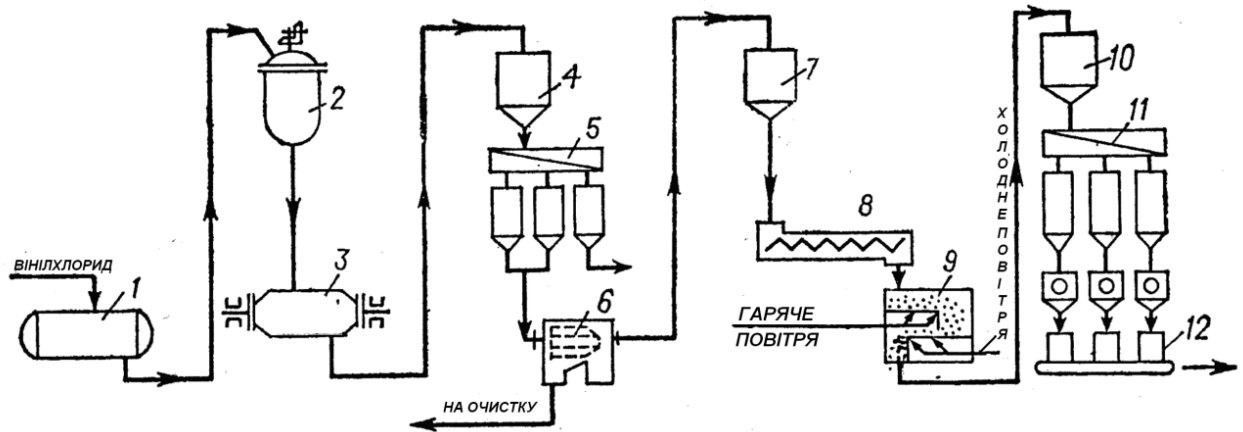 ВІНІЛХЛОРИД
1
2
3
4
5
6
НА ОЧИСТКУ
7
8
9
ГАРЯЧЕ
ПОВІТРЯ
ХОЛОДНЕ ПОВІТРЯ
10
11
12